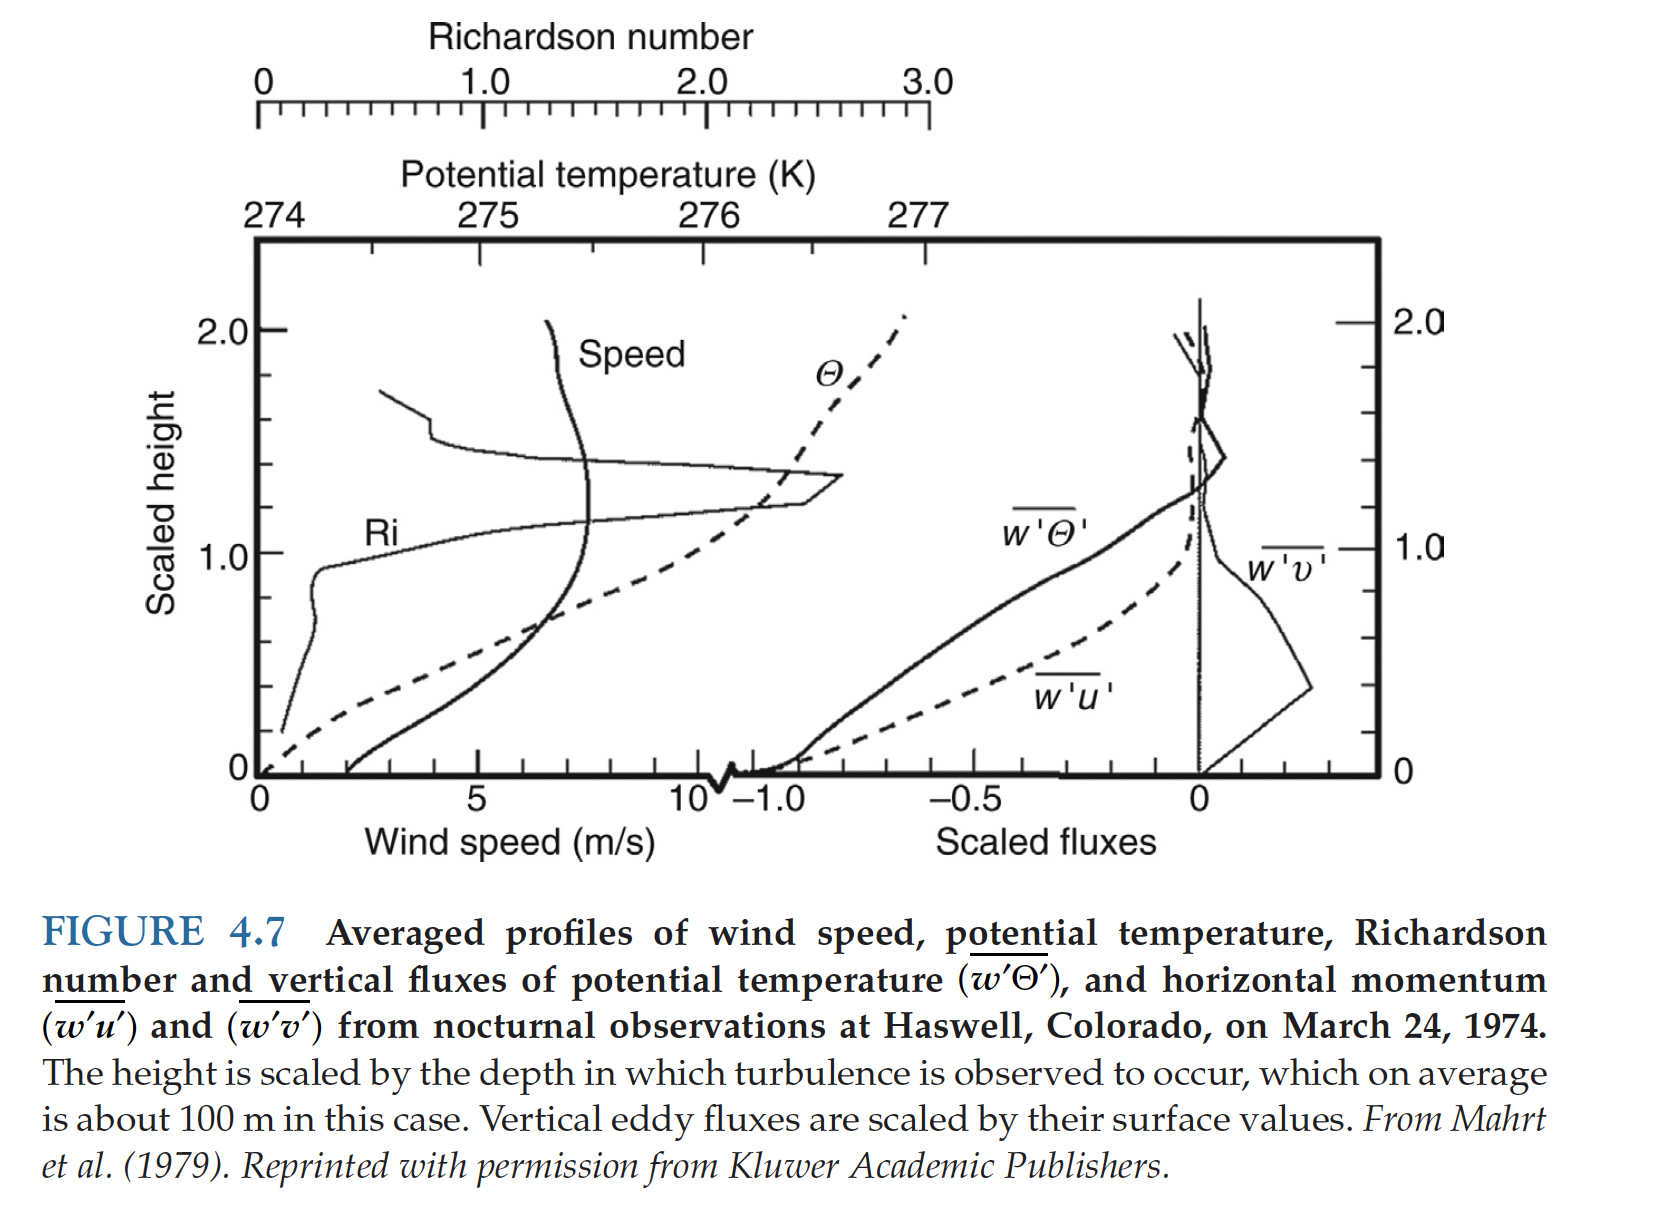 Richardson number
0 1.0 2.0 3.0
Potential temperature (K)
274 275 276 277
2.0 Speed Θ 2.0
Scaled height
Ri w'Θ'
1.0 w'v' 1.0
w'u'
0 0
0 5 10 –1.0 –0.5 0
Wind speed (m/s) Scaled fluxes
FIGURE 4.7 Averaged profiles of wind speed, potential temperature, Richardson
number and vertical fluxes of potential temperature (w′Θ′), and horizontal momentum
(w′u′) and (w′v′) from nocturnal observations at Haswell, Colorado, on March 24, 1974.
The height is scaled by the depth in which turbulence is observed to occur, which on average
is about 100 m in this case. Vertical eddy fluxes are scaled by their surface values. From Mahrt
et al. (1979). Reprinted with permission from Kluwer Academic Publishers.